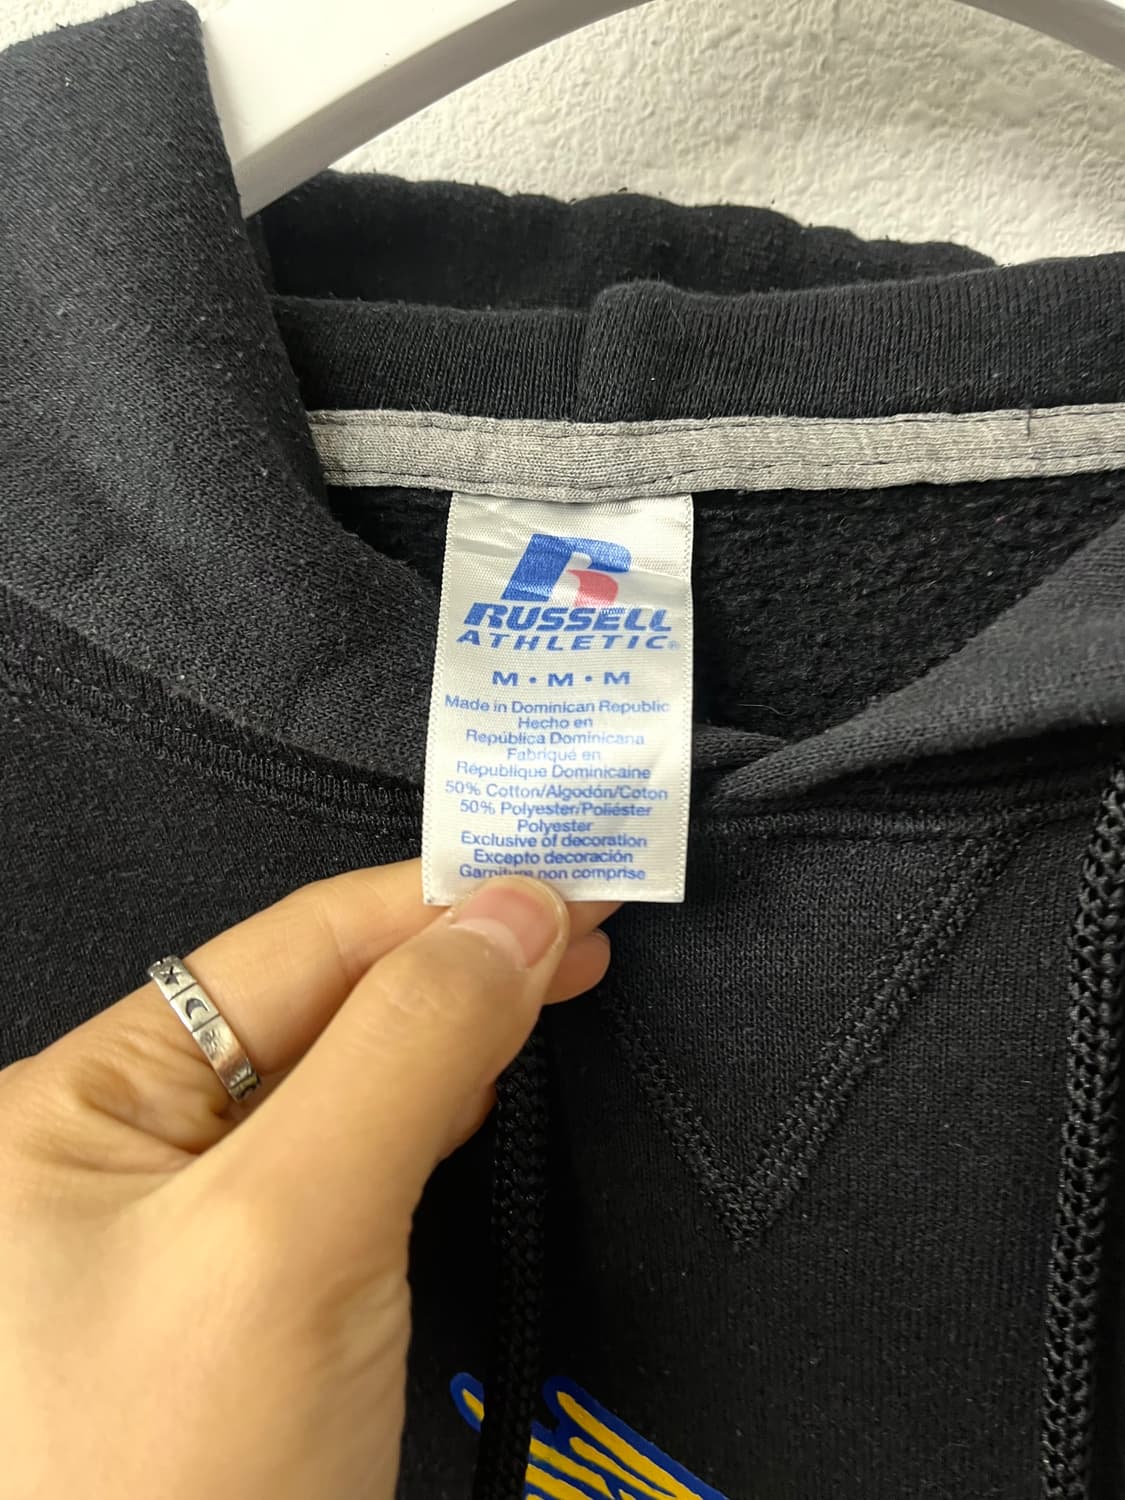 RUSSELL
ATHLETIC®
M • M • M
Made in Dominican Republic
Hecho en
República Dominicana
Fabriqué en
République Dominicaine
50% Cotton/Algodón/Coton
50% Polyester/Poliéster
Polyester
Exclusive of decoration
Excepto decoración
Garniture non comprise